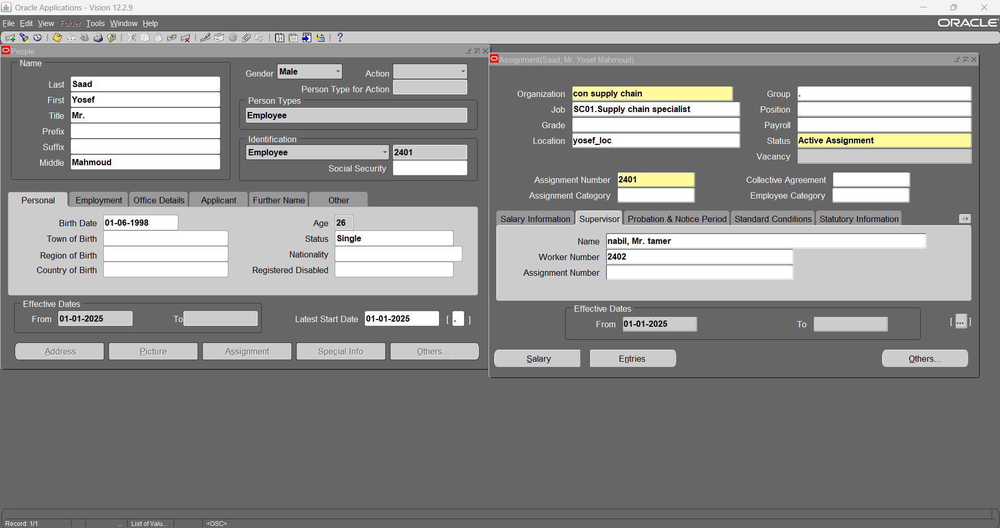 Oracle Applications - Vision 12.2.9
File Edit View Folder Tools Window Help
ORACLE
People
Name
Last Saad
First Yosef
Title Mr.
Prefix
Suffix
Middle Mahmoud
Gender Male
Action
Person Type for Action
Person Types
Employee
Identification
Employee 2401
Social Security
Personal Employment Office Details Applicant Further Name Other
Birth Date 01-06-1998
Town of Birth
Region of Birth
Country of Birth
Age 26
Status Single
Nationality
Registered Disabled
Effective Dates
From 01-01-2025 To
Latest Start Date 01-01-2025 [ . ]
Address Picture Assignment Special Info Others...
Assignment(Saad, Mr. Yosef Mahmoud)
Organization con supply chain
Job SC01.Supply chain specialist
Grade
Location yosef_loc
Group .
Position
Payroll
Status Active Assignment
Vacancy
Assignment Number 2401
Assignment Category
Collective Agreement
Employee Category
Salary Information Supervisor Probation & Notice Period Standard Conditions Statutory Information
Name nabil, Mr. tamer
Worker Number 2402
Assignment Number
Effective Dates
From 01-01-2025 To
[ ... ]
Salary Entries Others...
Record: 1/1 ... List of Valu... <OSC>